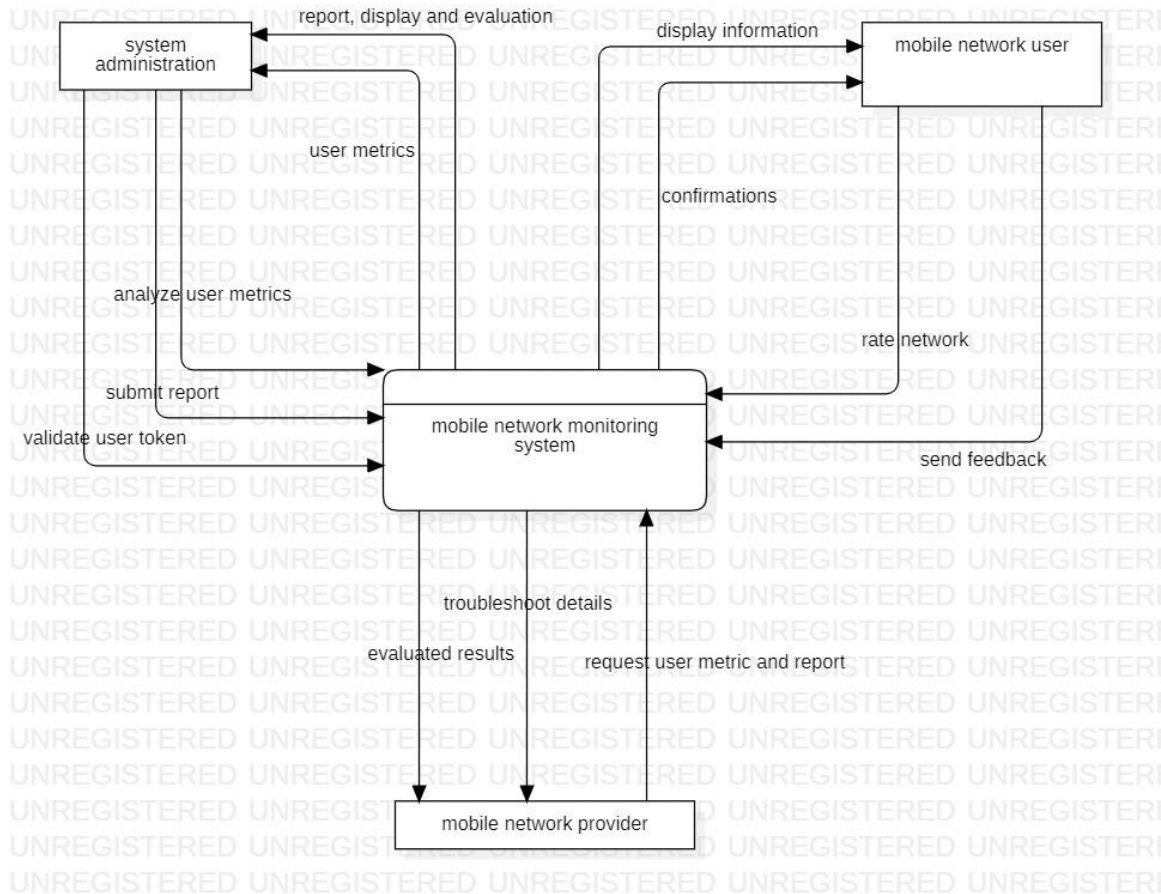 report, display and evaluation
system
administration
display information
mobile network user
user metrics
confirmations
analyze user metrics
rate network
submit report
mobile network monitoring
system
validate user token
send feedback
troubleshoot details
evaluated results
request user metric and report
mobile network provider
UNREGISTERED